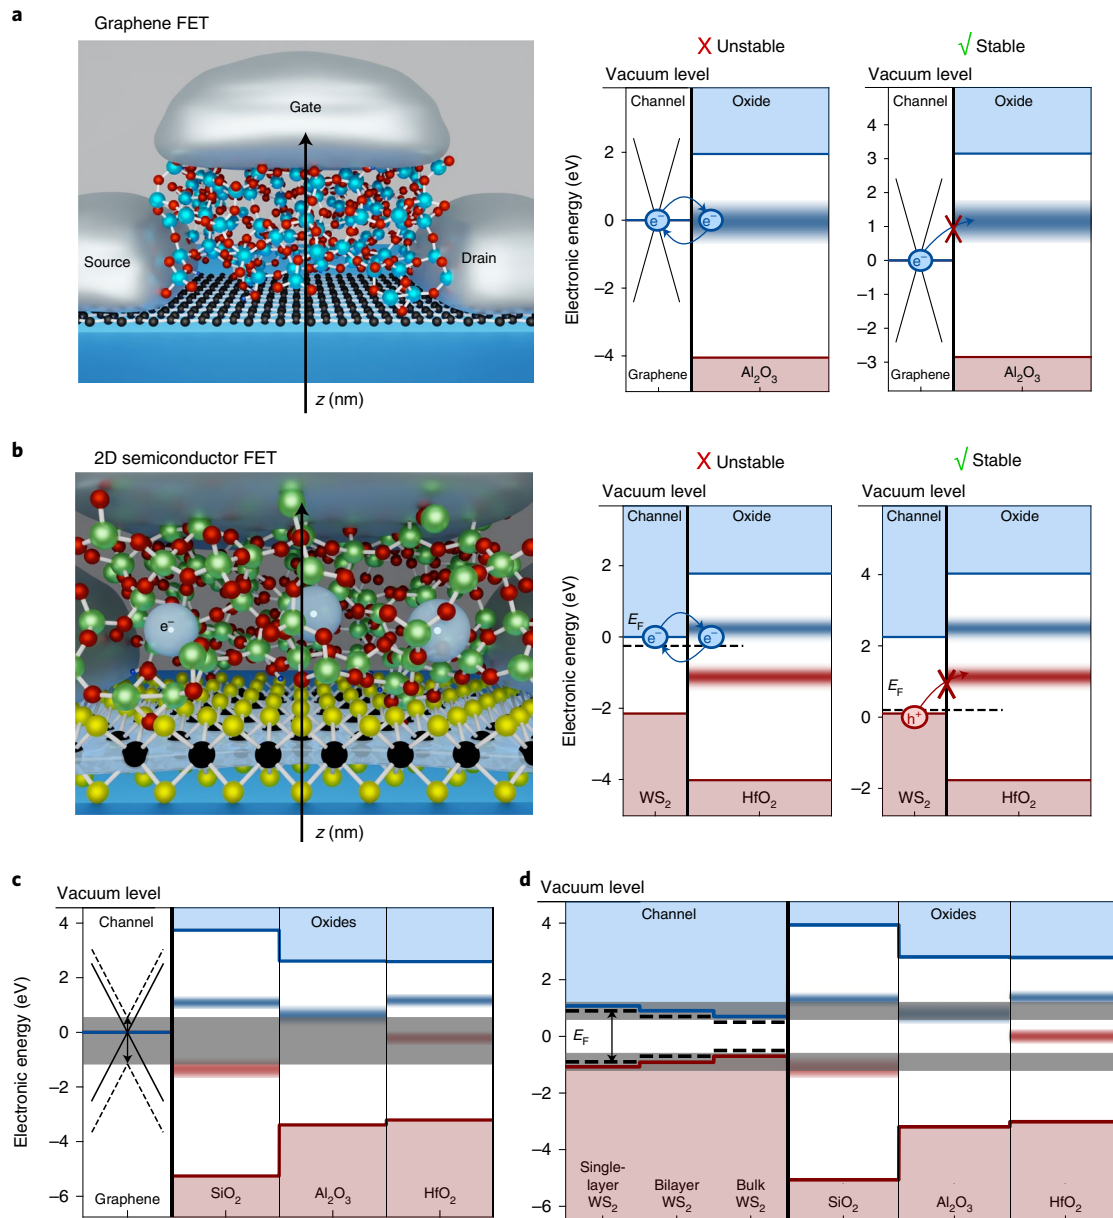 a
Graphene FET
Gate
Source
Drain
z (nm)
X Unstable
√ Stable
Vacuum level
Channel
Oxide
Electronic energy (eV)
2
0
−2
−4
e−
e−
Graphene
Al2O3
Vacuum level
Channel
Oxide
4
3
2
1
0
−1
−2
−3
e−
Graphene
Al2O3
b
2D semiconductor FET
e−
z (nm)
X Unstable
√ Stable
Vacuum level
Channel
Oxide
Electronic energy (eV)
2
0
−2
−4
EF
e−
e−
WS2
HfO2
Vacuum level
Channel
Oxide
4
2
0
−2
EF
h+
WS2
HfO2
c
Vacuum level
Channel
Oxides
Electronic energy (eV)
4
2
0
−2
−4
−6
Graphene
SiO2
Al2O3
HfO2
d
Vacuum level
Channel
Oxides
4
2
0
−2
−4
−6
EF
Single-
layer
WS2
Bilayer
WS2
Bulk
WS2
SiO2
Al2O3
HfO2